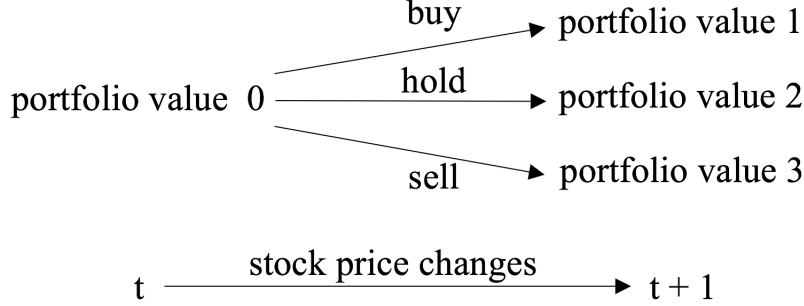 buy
portfolio value 1
portfolio value 0
hold
portfolio value 2
sell
portfolio value 3
stock price changes
t
t + 1